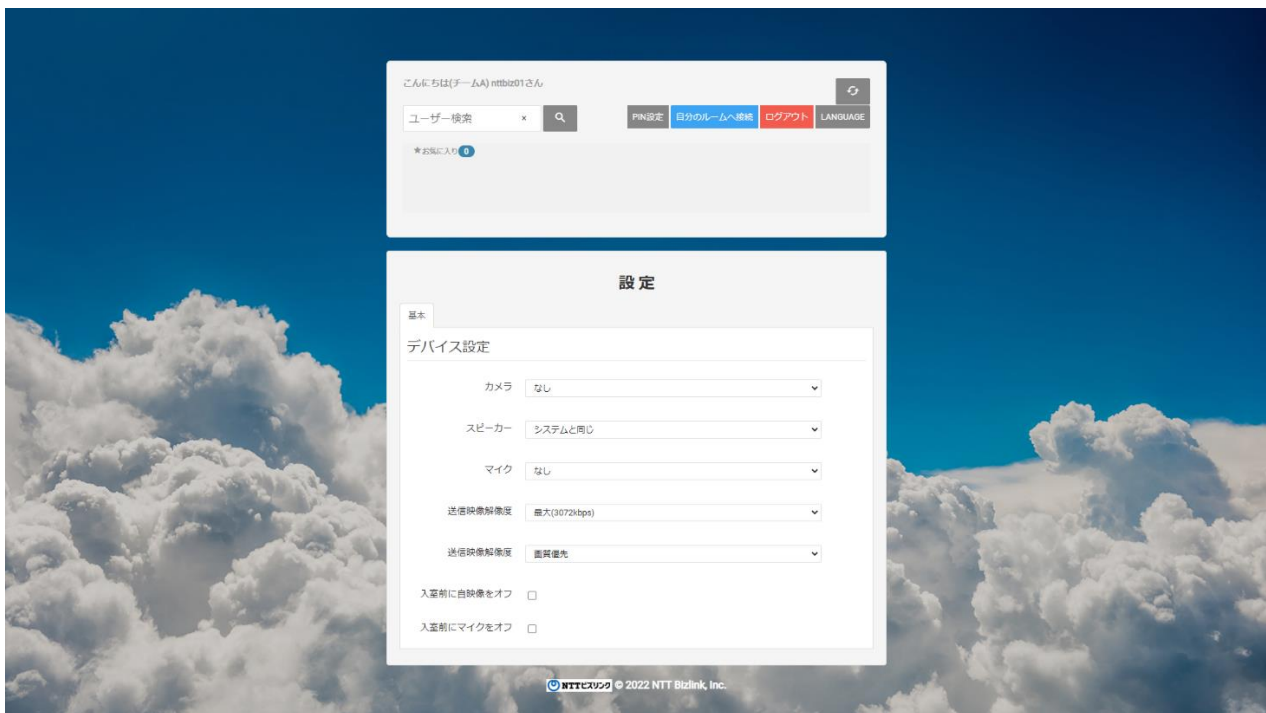 こんにちは(チームA) nttbiz01さん
ユーザー検索 ×
PIN設定 自分のルームへ接続 ログアウト LANGUAGE
★お気に入り 0
設定
基本
デバイス設定
カメラ なし
スピーカー システムと同じ
マイク なし
送信映像解像度 最大(3072kbps)
送信映像解像度 画質優先
入室前に自映像をオフ
入室前にマイクをオフ
NTTビズリンク © 2022 NTT Bizlink, Inc.